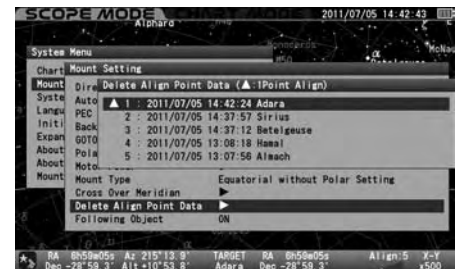 SCOPE MODE 2011/07/05 14:42:43
Alphard
System Menu
Chart
Mount Setting
Mount
Delete Align Point Data (▲:1Point Align)
▲ 1 : 2011/07/05 14:42:24 Adara
2 : 2011/07/05 14:37:57 Sirius
3 : 2011/07/05 14:37:12 Betelgeuse
4 : 2011/07/05 13:08:18 Hamal
5 : 2011/07/05 13:07:56 Almach
Syste Auto
Langu PEC
Initi Back
Expan GOTO
About Pola
About Moto
Mount Mount Type Equatorial without Polar Setting
Cross Over Meridian ▶
Delete Align Point Data ▶
Following Object ON
RA 6h59m05s Az 215°13.9' TARGET RA 6h59m05s Align:5 X-Y
Dec -28°59.3' Alt +10°53.8' Adara Dec -28°59.3' x500